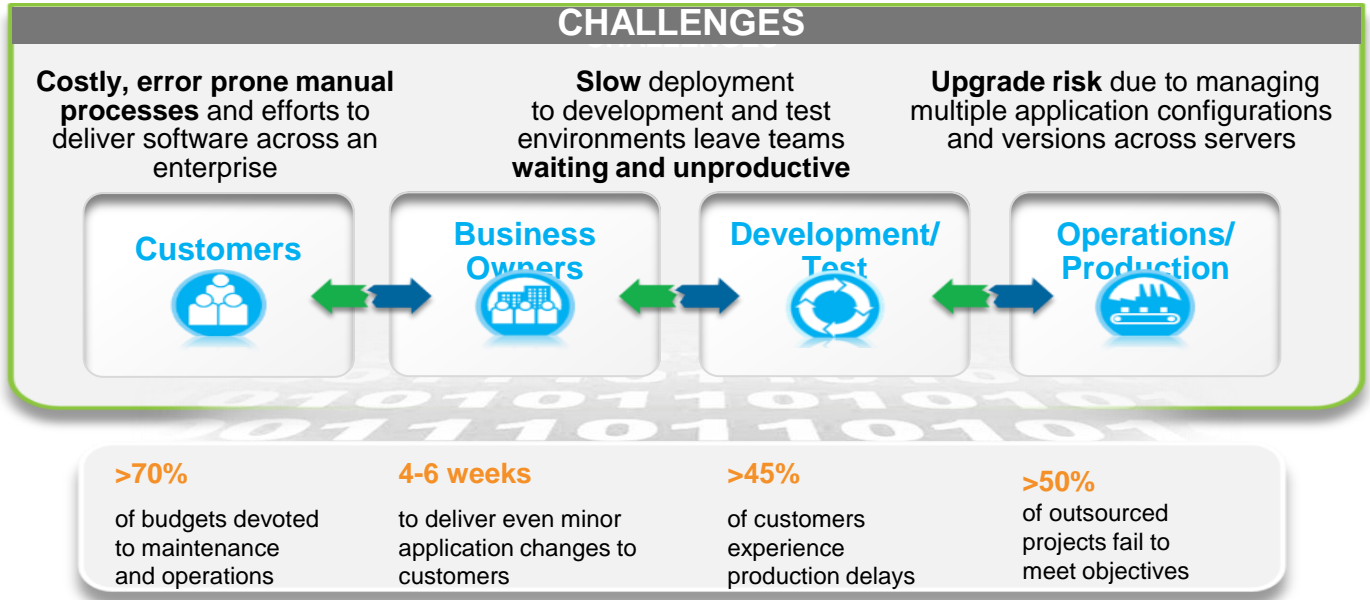 CHALLENGES
Costly, error prone manual
processes and efforts to
deliver software across an
enterprise
Slow deployment
to development and test
environments leave teams
waiting and unproductive
Upgrade risk due to managing
multiple application configurations
and versions across servers
Customers
Business
Owners
Development/
Test
Operations/
Production
>70%
of budgets devoted
to maintenance
and operations
4-6 weeks
to deliver even minor
application changes to
customers
>45%
of customers
experience
production delays
>50%
of outsourced
projects fail to
meet objectives